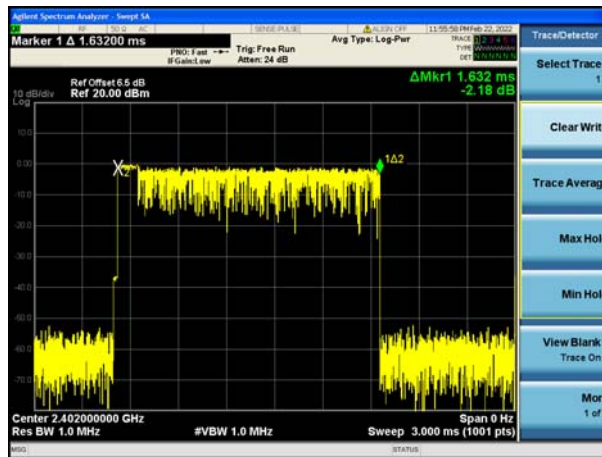 Agilent Spectrum Analyzer - Swept SA
RF 50 Ω AC SENSE:PULSE ALIGN OFF 11:55:58 PM Feb 22, 2022
Marker 1 Δ 1.63200 ms
PNO: Fast
IFGain:Low
Trig: Free Run
Atten: 24 dB
Avg Type: Log-Pwr
TRACE 1 2 3 4 5 6
TYPE
DET N N N N N N
Ref Offset 6.5 dB
Ref 20.00 dBm
10 dB/div
Log
ΔMkr1 1.632 ms
-2.18 dB
10.0
0.00
-10.0
-20.0
-30.0
-40.0
-50.0
-60.0
-70.0
X2
1Δ2
Center 2.402000000 GHz
Res BW 1.0 MHz
#VBW 1.0 MHz
Span 0 Hz
Sweep 3.000 ms (1001 pts)
MSG
STATUS
Trace/Detector
Select Trace
1
Clear Writ
Trace Averag
Max Hol
Min Hol
View Blank
Trace On
Mor
1 of